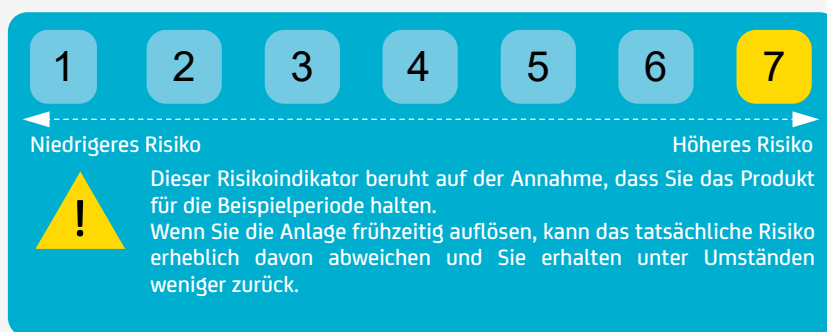 1 2 3 4 5 6 7
Niedrigeres Risiko Höheres Risiko
!
Dieser Risikoindikator beruht auf der Annahme, dass Sie das Produkt
für die Beispielperiode halten.
Wenn Sie die Anlage frühzeitig auflösen, kann das tatsächliche Risiko
erheblich davon abweichen und Sie erhalten unter Umständen
weniger zurück.